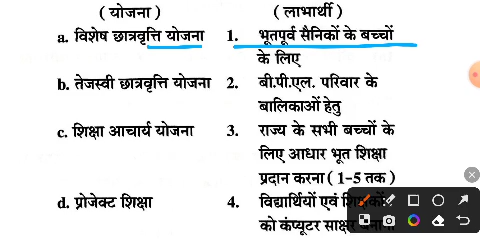 ( योजना ) ( लाभार्थी )
a. विशेष छात्रवृत्ति योजना 1. भूतपूर्व सैनिकों के बच्चों
के लिए
b. तेजस्वी छात्रवृत्ति योजना 2. बी.पी.एल. परिवार के
बालिकाओं हेतु
c. शिक्षा आचार्य योजना 3. राज्य के सभी बच्चों के
लिए आधार भूत शिक्षा
प्रदान करना ( 1-5 तक )
d. प्रोजेक्ट शिक्षा 4. विद्यार्थियों एवं
को कंप्यूटर साक्षर